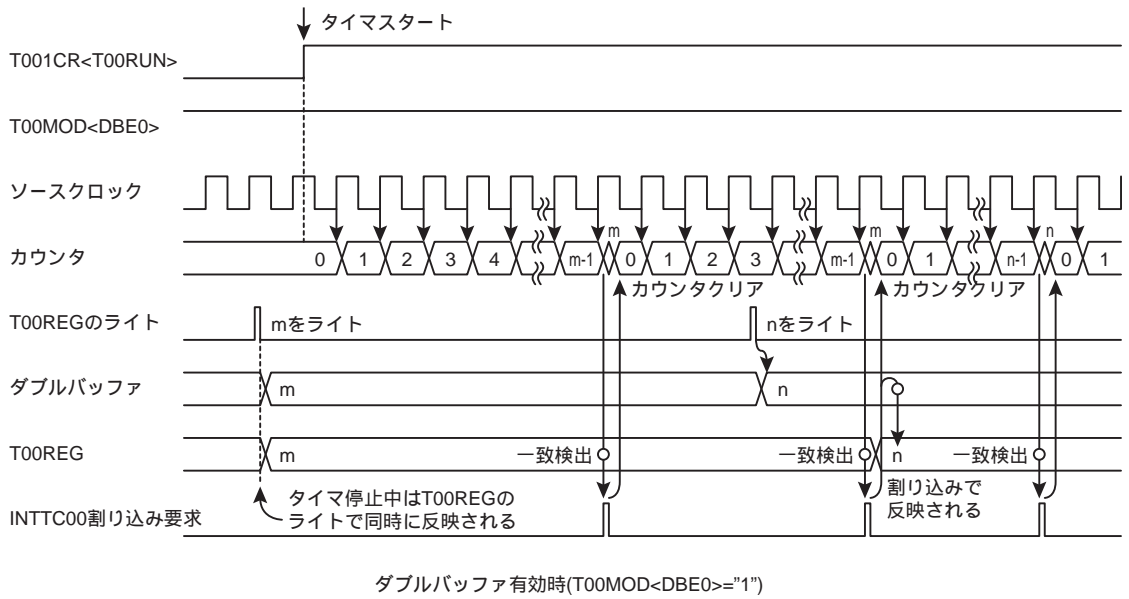 タイマスタート
T001CR<T00RUN>
T00MOD<DBE0>
ソースクロック
m m n
カウンタ 0 1 2 3 4 m-1 0 1 2 3 m-1 0 1 n-1 0 1
カウンタクリア カウンタクリア
T00REGのライト mをライト nをライト
ダブルバッファ m n
T00REG m 一致検出 一致検出 n 一致検出
タイマ停止中はT00REGの
ライトで同時に反映される
割り込みで
反映される
INTTC00割り込み要求
ダブルバッファ有効時(T00MOD<DBE0>="1")